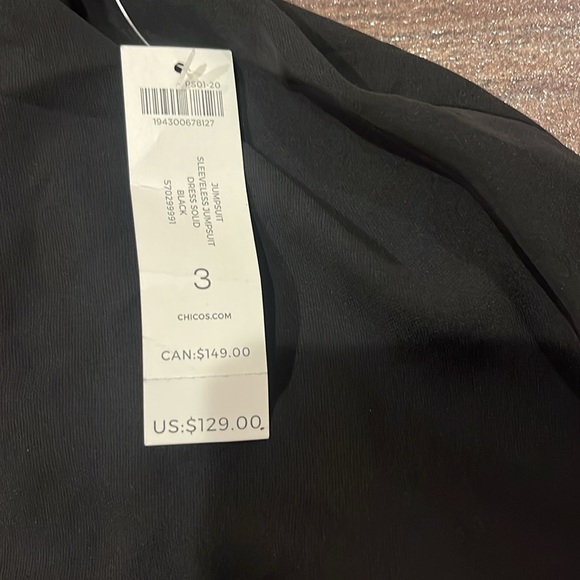 PS01-20
194300678127
JUMPSUIT
SLEEVELESS JUMPSUIT
DRESS SOLID
BLACK
570299991
3
CHICOS.COM
CAN:$149.00
US:$129.00